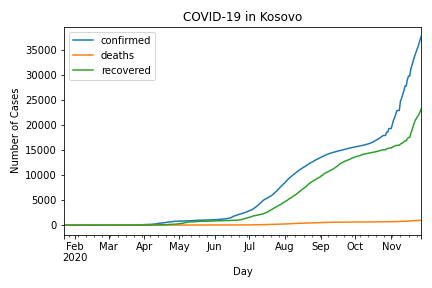 COVID-19 in Kosovo
confirmed
deaths
recovered
Number of Cases
35000
30000
25000
20000
15000
10000
5000
0
Feb Mar Apr May Jun Jul Aug Sep Oct Nov
2020
Day